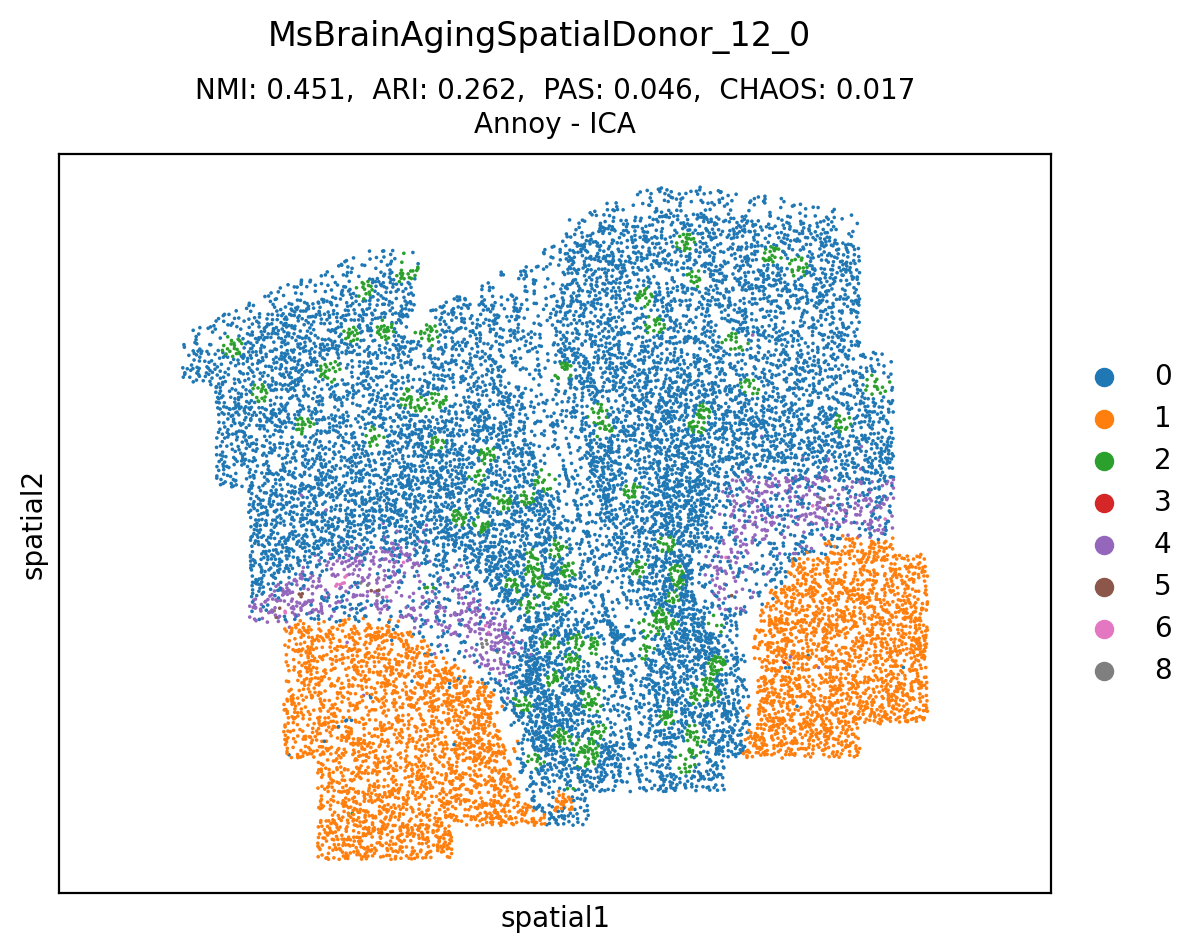 MsBrainAgingSpatialDonor_12_0
NMI: 0.451, ARI: 0.262, PAS: 0.046, CHAOS: 0.017
Annoy - ICA
spatial2
0
1
2
3
4
5
6
8
spatial1